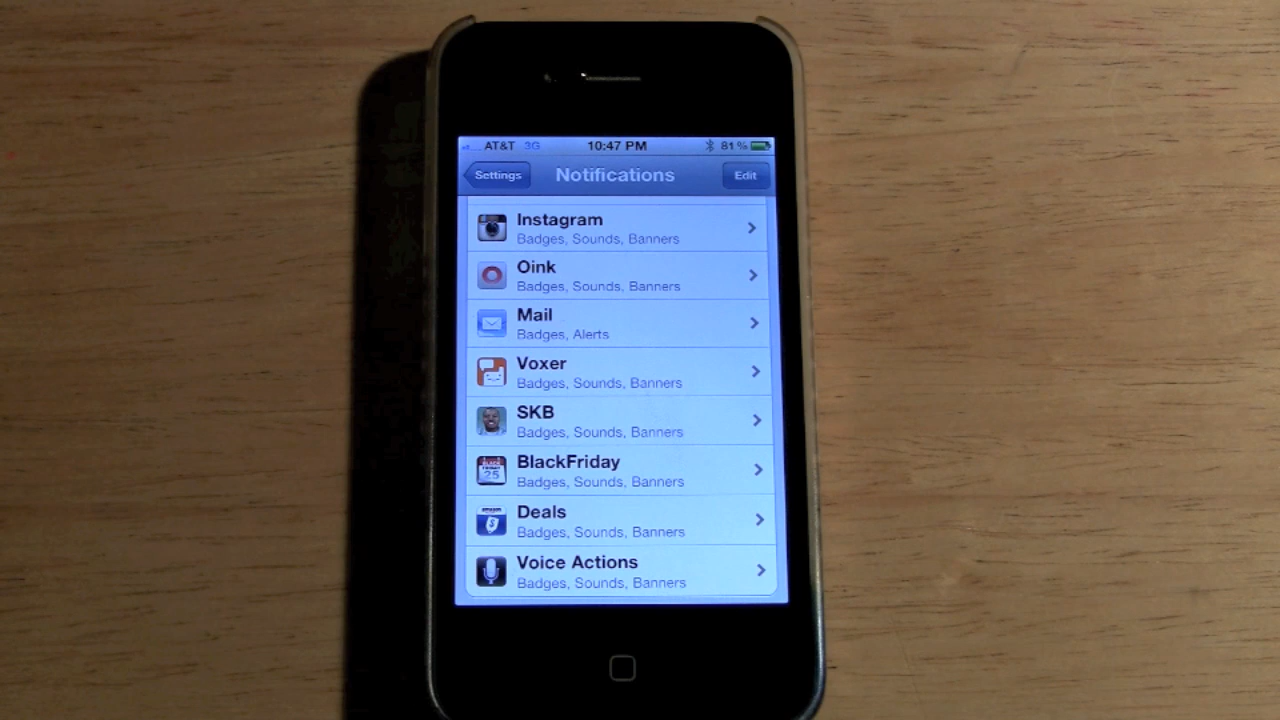 AT&T 3G 10:47 PM 81%
Settings Notifications Edit
Instagram
Badges, Sounds, Banners
Oink
Badges, Sounds, Banners
Mail
Badges, Alerts
Voxer
Badges, Sounds, Banners
SKB
Badges, Sounds, Banners
BlackFriday
Badges, Sounds, Banners
25
Deals
Badges, Sounds, Banners
Voice Actions
Badges, Sounds, Banners